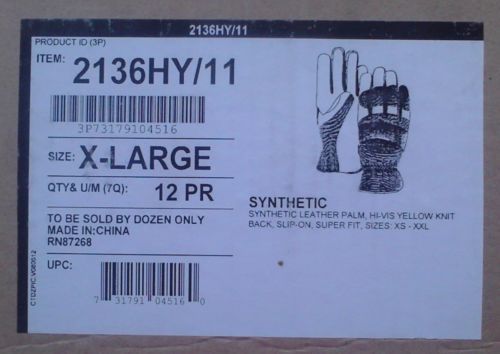 2136HY/11
PRODUCT ID (3P)
ITEM: 2136HY/11
3P73179104516
SIZE: X-LARGE
QTY& U/M (7Q): 12 PR
TO BE SOLD BY DOZEN ONLY
MADE IN:CHINA
RN87268
UPC:
7 31791 04516 0
CTDZPIC.V080612
SYNTHETIC
SYNTHETIC LEATHER PALM, HI-VIS YELLOW KNIT
BACK, SLIP-ON, SUPER FIT, SIZES: XS - XXL